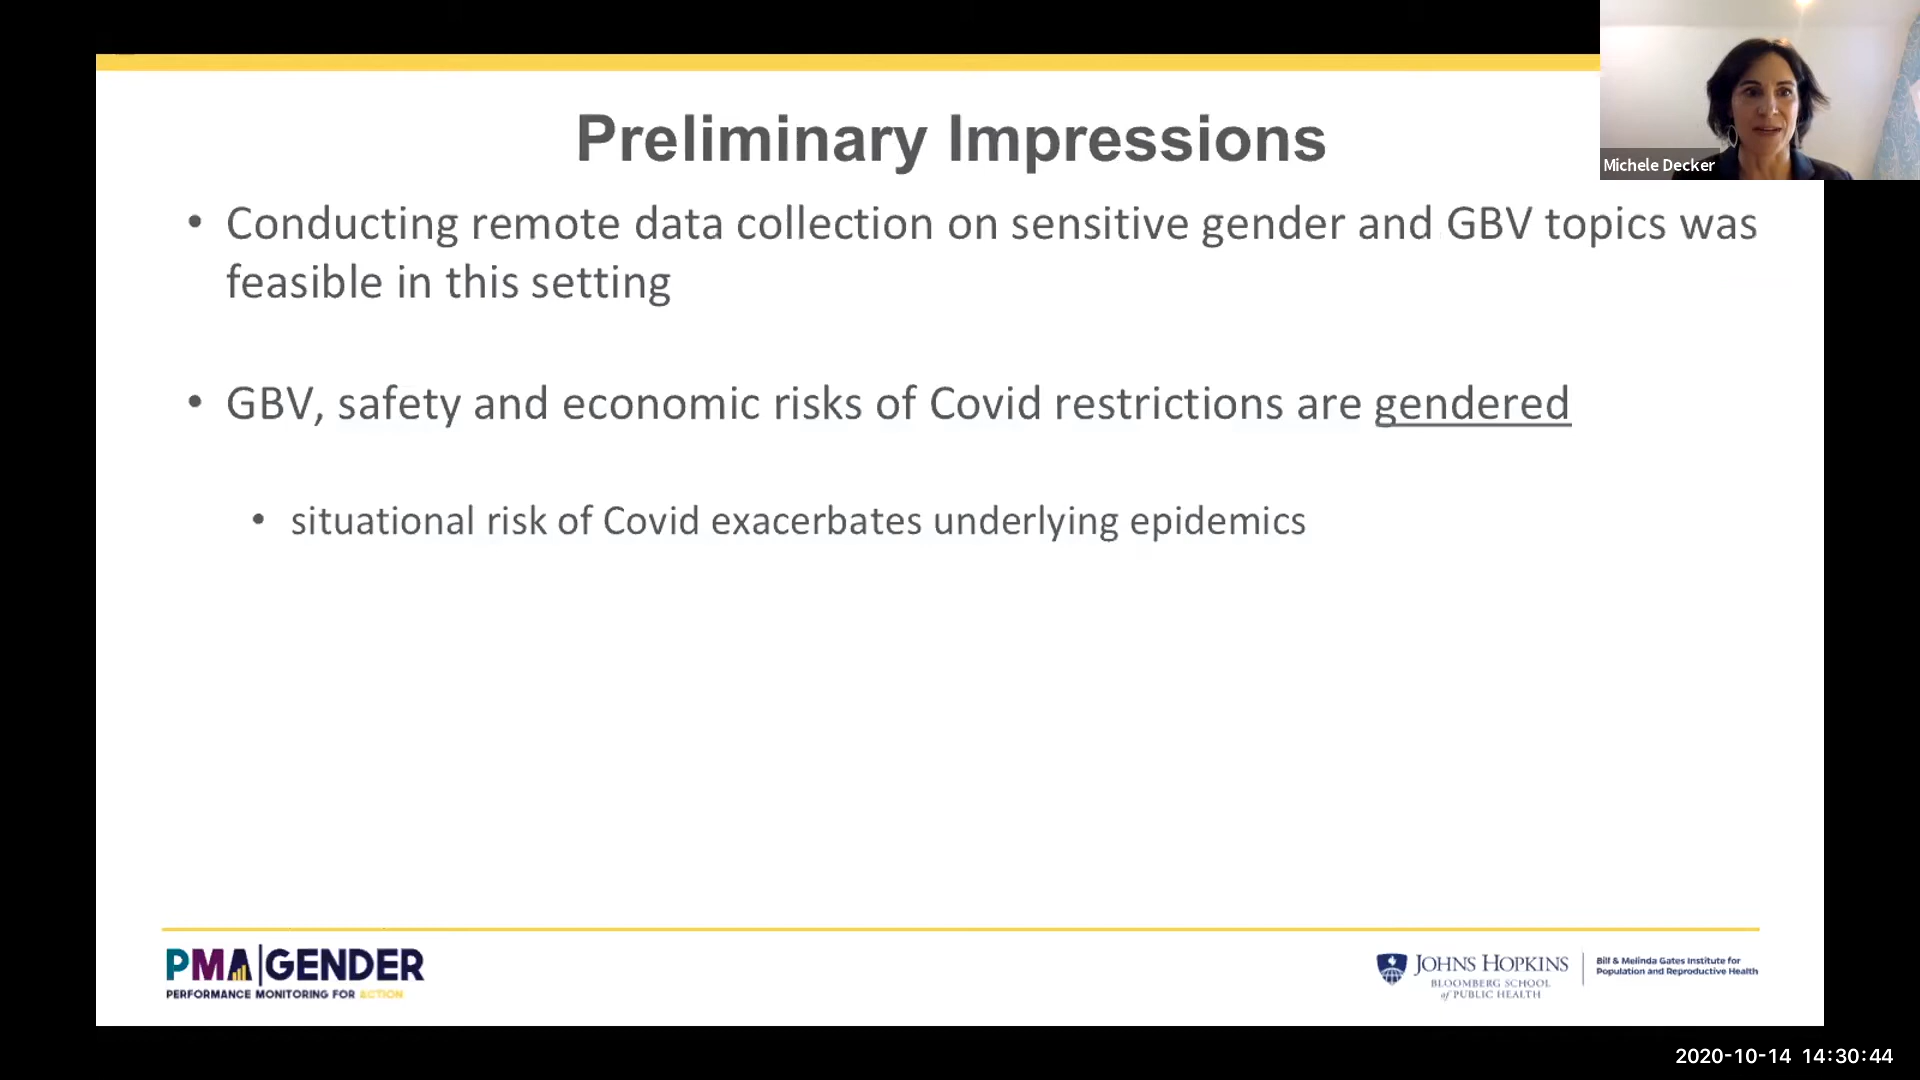 Preliminary Impressions
Michele Decker
• Conducting remote data collection on sensitive gender and GBV topics was
feasible in this setting
• GBV, safety and economic risks of Covid restrictions are gendered
• situational risk of Covid exacerbates underlying epidemics
PMA|GENDER
PERFORMANCE MONITORING FOR ACTION
JOHNS HOPKINS
BLOOMBERG SCHOOL
of PUBLIC HEALTH
Bill & Melinda Gates Institute for
Population and Reproductive Health
2020-10-14 14:30:44